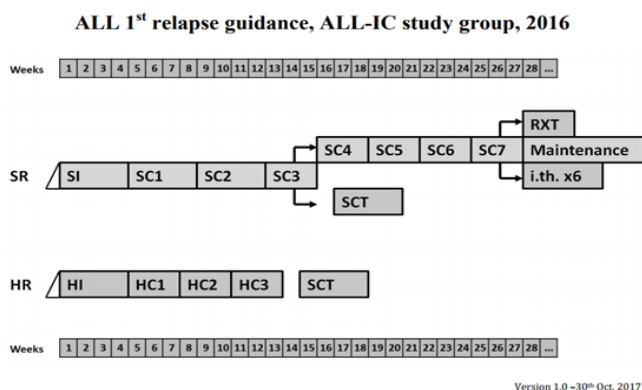 ALL 1st relapse guidance, ALL-IC study group, 2016
Weeks 1 2 3 4 5 6 7 8 9 10 11 12 13 14 15 16 17 18 19 20 21 22 23 24 25 26 27 28 ...
RXT
SC4 SC5 SC6 SC7 Maintenance
SR SI SC1 SC2 SC3 i.th. x6
SCT
HR HI HC1 HC2 HC3 SCT
Weeks 1 2 3 4 5 6 7 8 9 10 11 12 13 14 15 16 17 18 19 20 21 22 23 24 25 26 27 28 ...
Version 1.0 –30th Oct. 2017